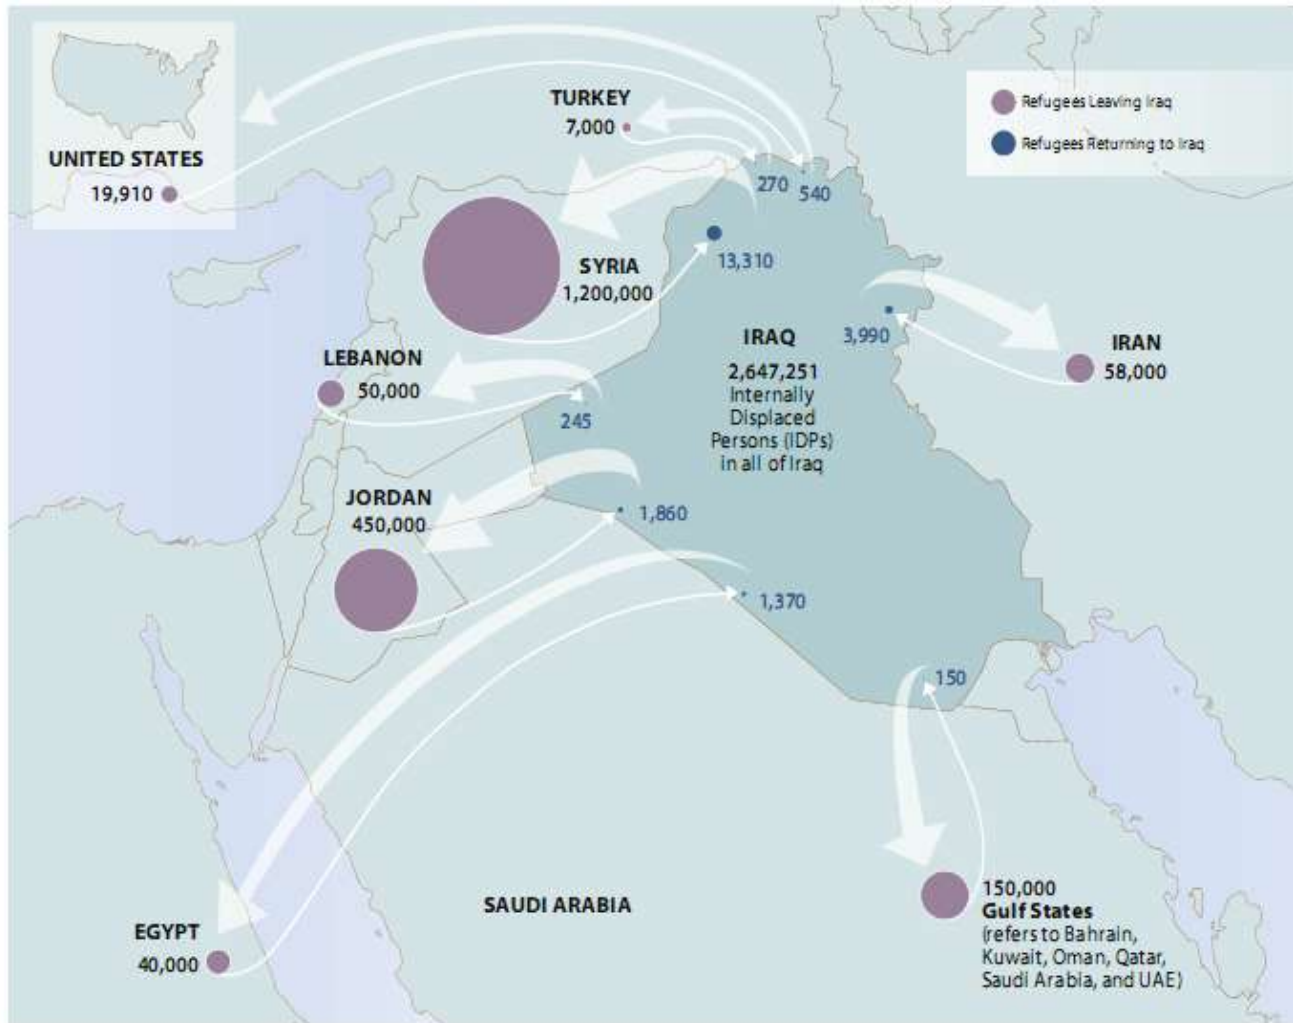 UNITED STATES
19,910
TURKEY
7,000
Refugees Leaving Iraq
Refugees Returning to Iraq
270
540
13,310
SYRIA
1,200,000
3,990
IRAN
58,000
LEBANON
50,000
245
IRAQ
2,647,251
Internally
Displaced
Persons (IDPs)
in all of Iraq
JORDAN
450,000
1,860
1,370
150
SAUDI ARABIA
EGYPT
40,000
150,000
Gulf States
(refers to Bahrain,
Kuwait, Oman, Qatar,
Saudi Arabia, and UAE)